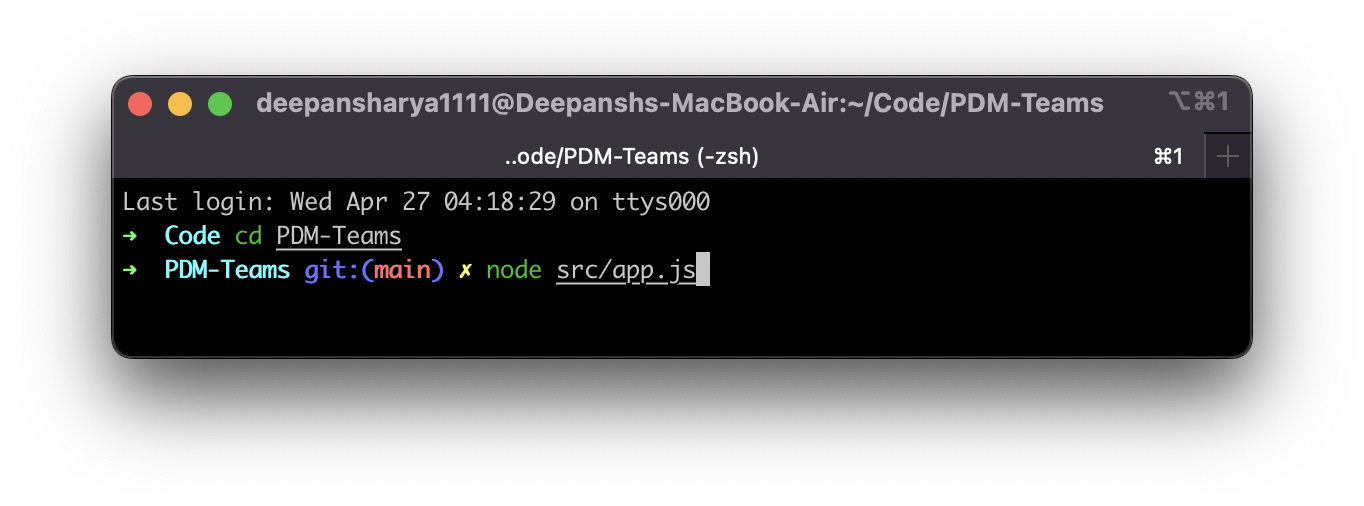 deepansharya1111@Deepanshs-MacBook-Air:~/Code/PDM-Teams ⌥⌘1
..ode/PDM-Teams (-zsh) ⌘1
Last login: Wed Apr 27 04:18:29 on ttys000
➜ Code cd PDM-Teams
➜ PDM-Teams git:(main) ✗ node src/app.js